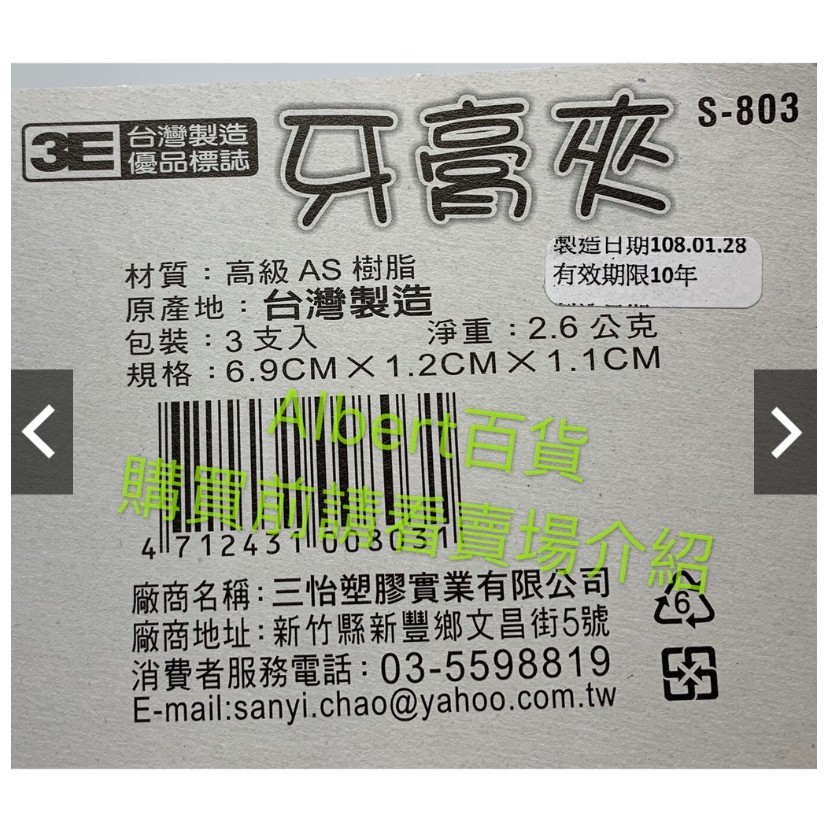 3E 台灣製造
優品標誌
牙膏夾
S-803
製造日期108.01.28
有效期限10年
材質：高級 AS 樹脂
原產地：台灣製造
包裝：3 支入 淨重：2.6 公克
規格：6.9CM×1.2CM×1.1CM
Albert百貨
購買前請看賣場介紹
4 712431 003031
廠商名稱：三怡塑膠實業有限公司
廠商地址：新竹縣新豐鄉文昌街5號
消費者服務電話：03-5598819
E-mail:sanyi.chao@yahoo.com.tw
6